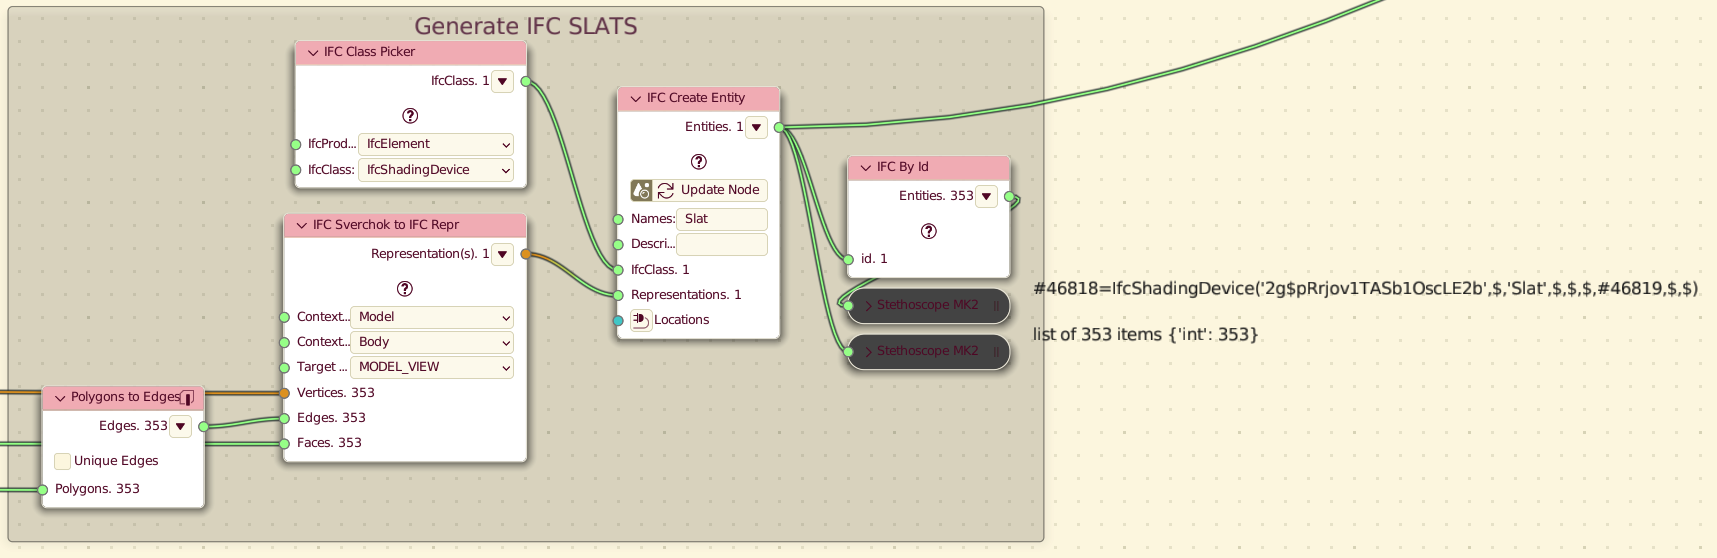 Generate IFC SLATS
IFC Class Picker
IfcClass. 1
IfcProd... IfcElement
IfcClass: IfcShadingDevice
IFC Sverchok to IFC Repr
Representation(s). 1
Context... Model
Context... Body
Target ... MODEL_VIEW
Vertices. 353
Edges. 353
Faces. 353
Polygons to Edges
Edges. 353
Unique Edges
Polygons. 353
IFC Create Entity
Entities. 1
Update Node
Names: Slat
Descri...
IfcClass. 1
Representations. 1
Locations
IFC By Id
Entities. 353
id. 1
Stethoscope MK2
#46818=IfcShadingDevice('2g$pRrjov1TASb1OscLE2b',$,'Slat',$,$,$,#46819,$,$)
Stethoscope MK2
list of 353 items {'int': 353}